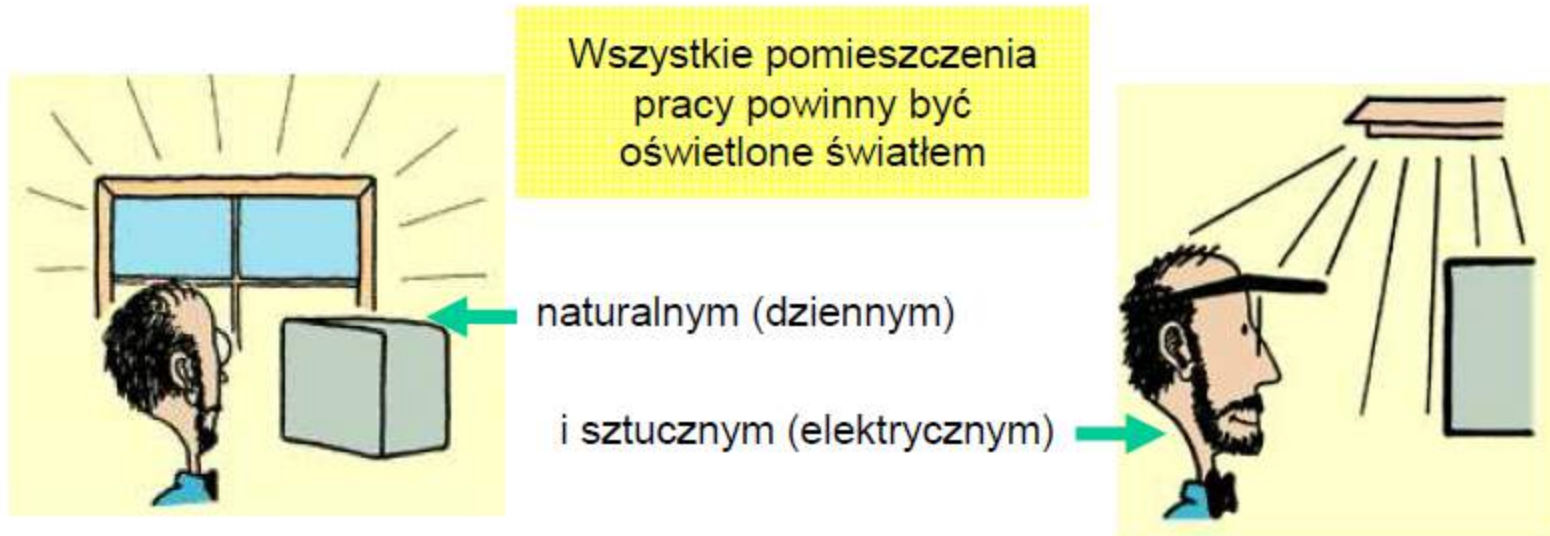 Wszystkie pomieszczenia
pracy powinny być
oświetlone światłem
naturalnym (dziennym)
i sztucznym (elektrycznym)